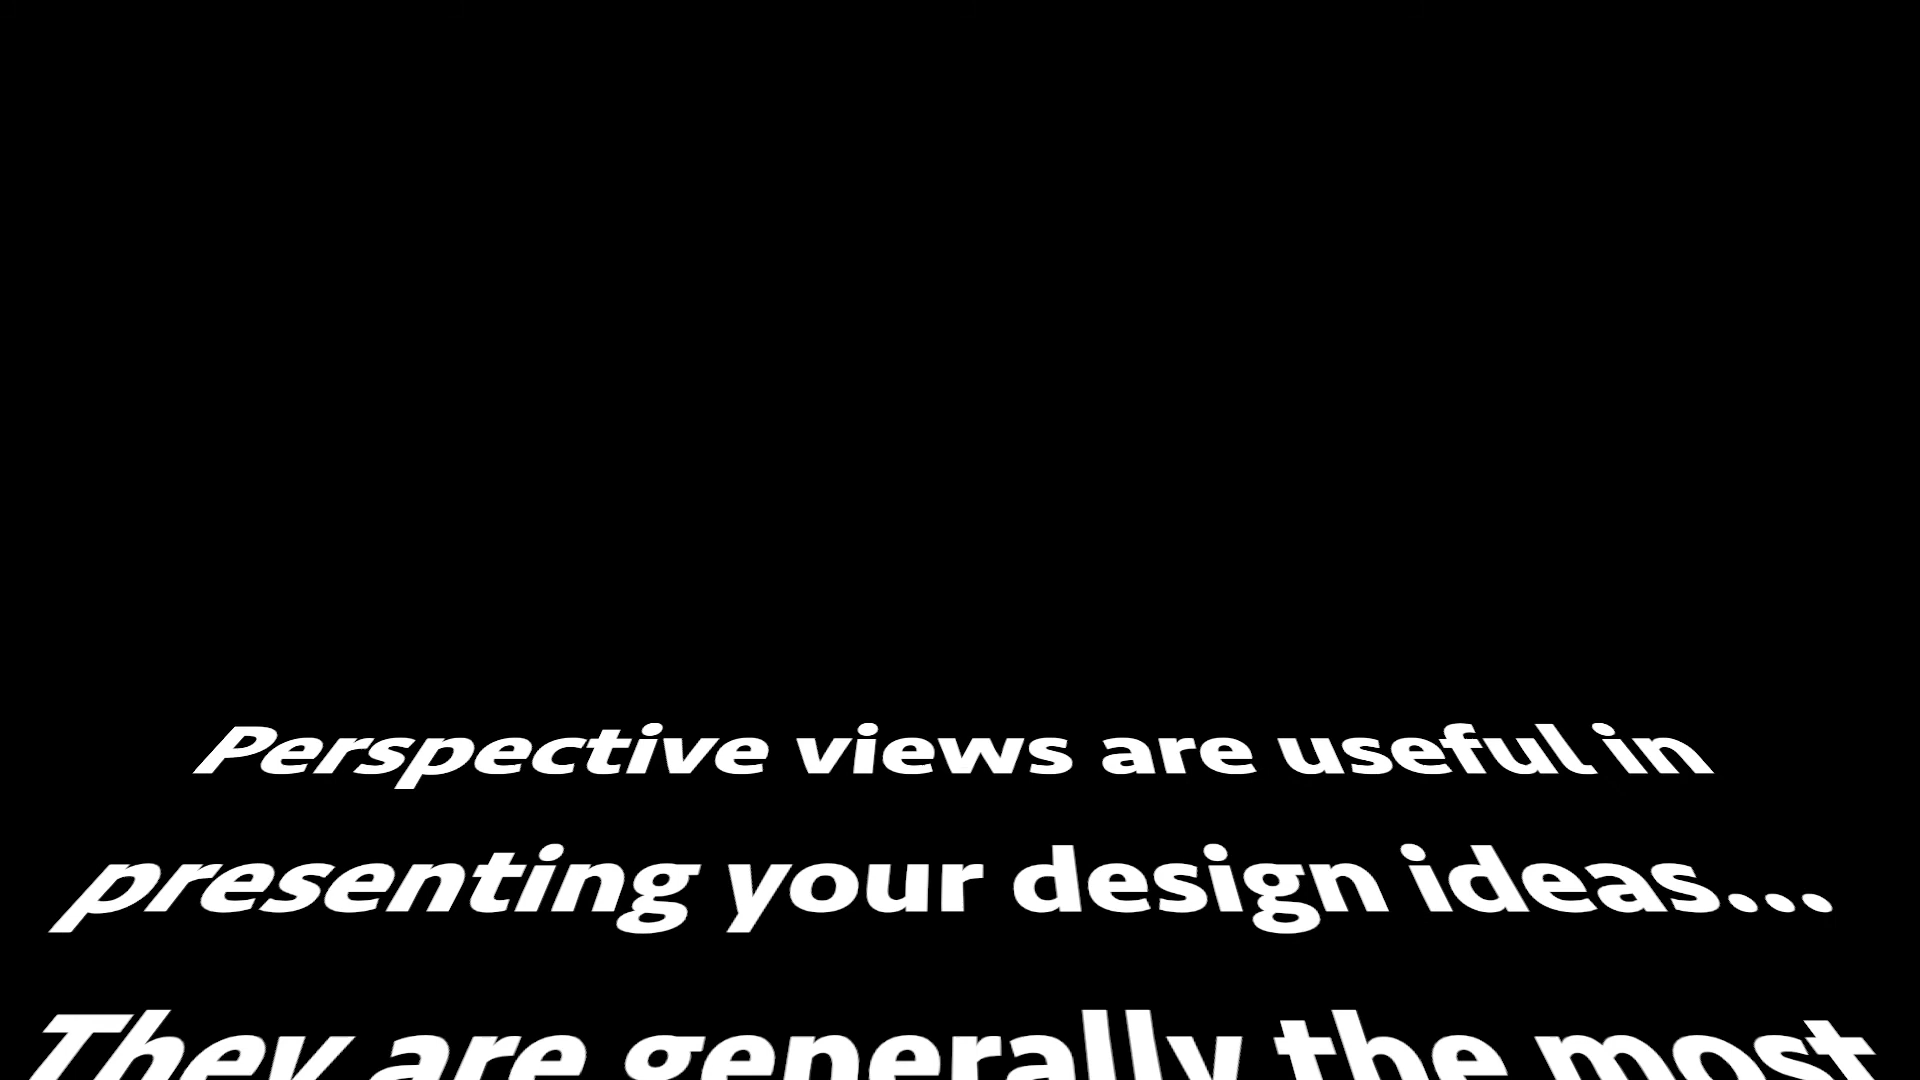 Perspective views are useful in
presenting your design ideas...
They are generally the most